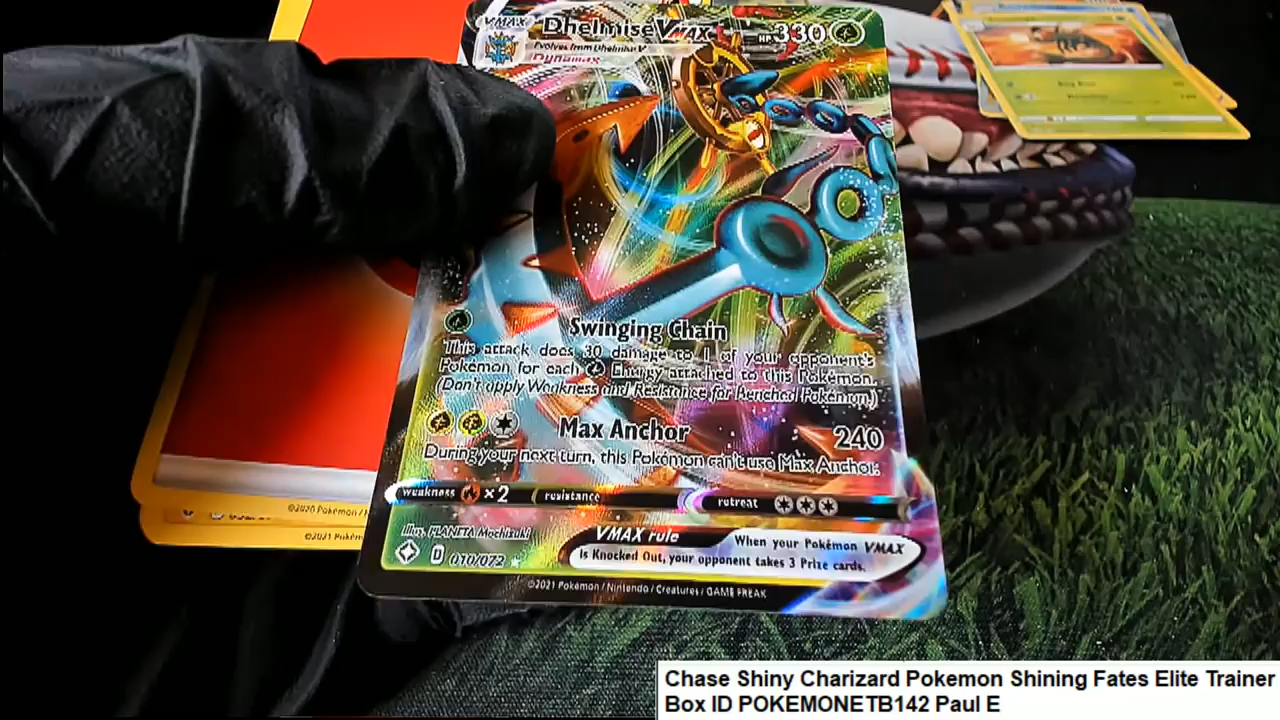 VMAX
Dhelmise VMAX HP 330
Evolves from Dhelmise V
Dynamax
Swinging Chain
This attack does 30 damage to 1 of your opponent's
Pokémon for each Energy attached to this Pokémon.
(Don't apply Weakness and Resistance for Benched Pokémon.)
Max Anchor 240
During your next turn, this Pokémon can't use Max Anchor.
weakness ×2 resistance retreat
Illus. PLANETA Mochizuki
VMAX rule
When your Pokémon VMAX
is Knocked Out, your opponent takes 3 Prize cards.
D 010/072
©2021 Pokémon / Nintendo / Creatures / GAME FREAK
©2020 Pokémon /
©2021 Pokém
Chase Shiny Charizard Pokemon Shining Fates Elite Trainer
Box ID POKEMONETB142 Paul E